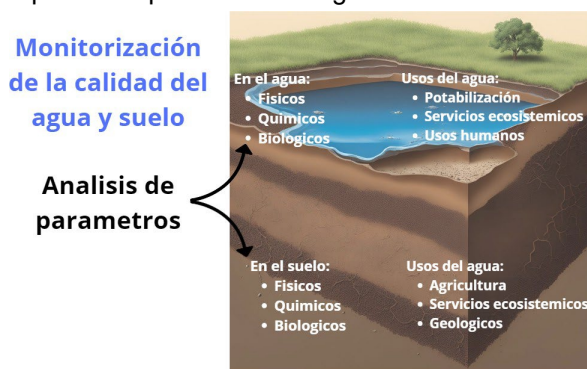 Monitorización
de la calidad del
agua y suelo
Analisis de
parametros
En el agua:
• Fisicos
• Quimicos
• Biologicos
Usos del agua:
• Potabilización
• Servicios ecosistemicos
• Usos humanos
En el suelo:
• Fisicos
• Quimicos
• Biologicos
Usos del agua:
• Agricultura
• Servicios ecosistemicos
• Geologicos